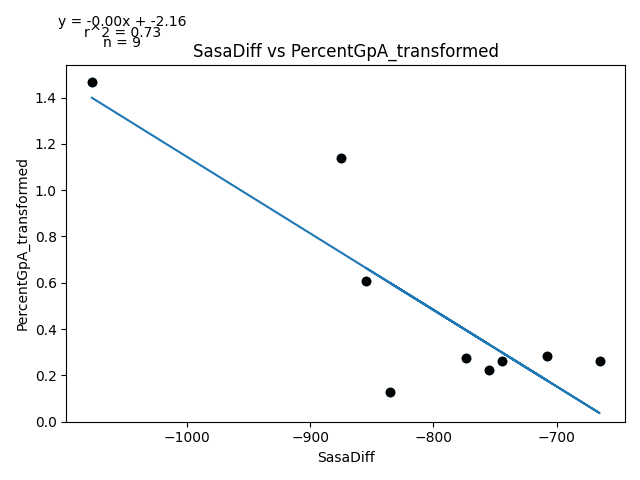 y = -0.00x + -2.16
r^2 = 0.73
n = 9
SasaDiff vs PercentGpA_transformed
PercentGpA_transformed
1.4
1.2
1.0
0.8
0.6
0.4
0.2
0.0
−1000
−900
−800
−700
SasaDiff